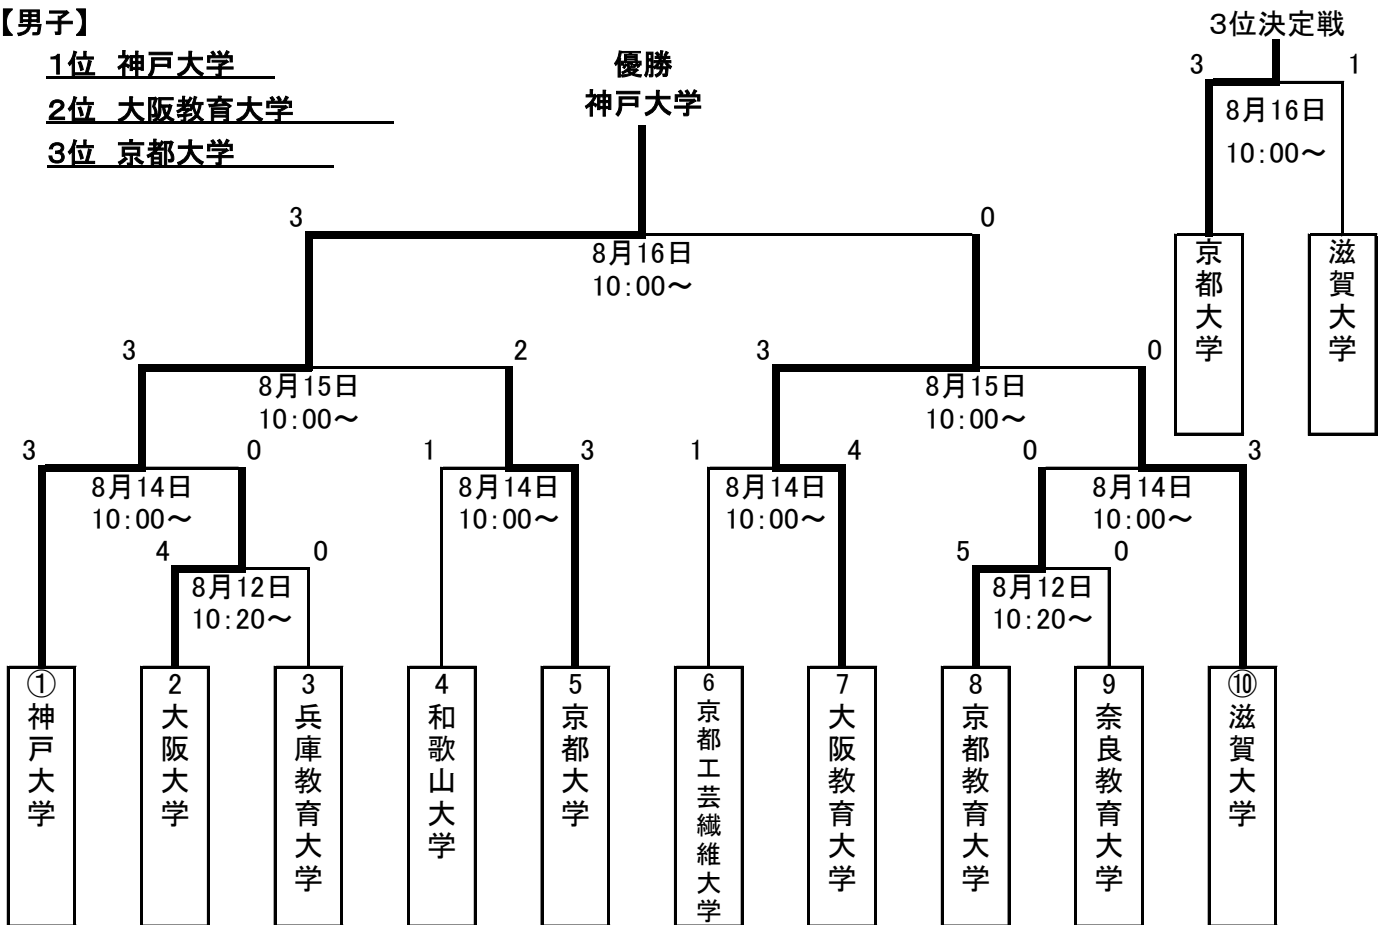 【男子】
1位 神戸大学
2位 大阪教育大学
3位 京都大学
優勝
神戸大学
3位決定戦
3 1
8月16日
10:00～
京都大学
滋賀大学
3 0
8月16日
10:00～
3 2 3 0
8月15日 8月15日
10:00～ 10:00～
3 0 1 3 1 4 0 3
8月14日 8月14日 8月14日 8月14日
10:00～ 10:00～ 10:00～ 10:00～
4 0 5 0
8月12日 8月12日
10:20～ 10:20～
①神戸大学
2大阪大学
3兵庫教育大学
4和歌山大学
5京都大学
6京都工芸繊維大学
7大阪教育大学
8京都教育大学
9奈良教育大学
⑩滋賀大学